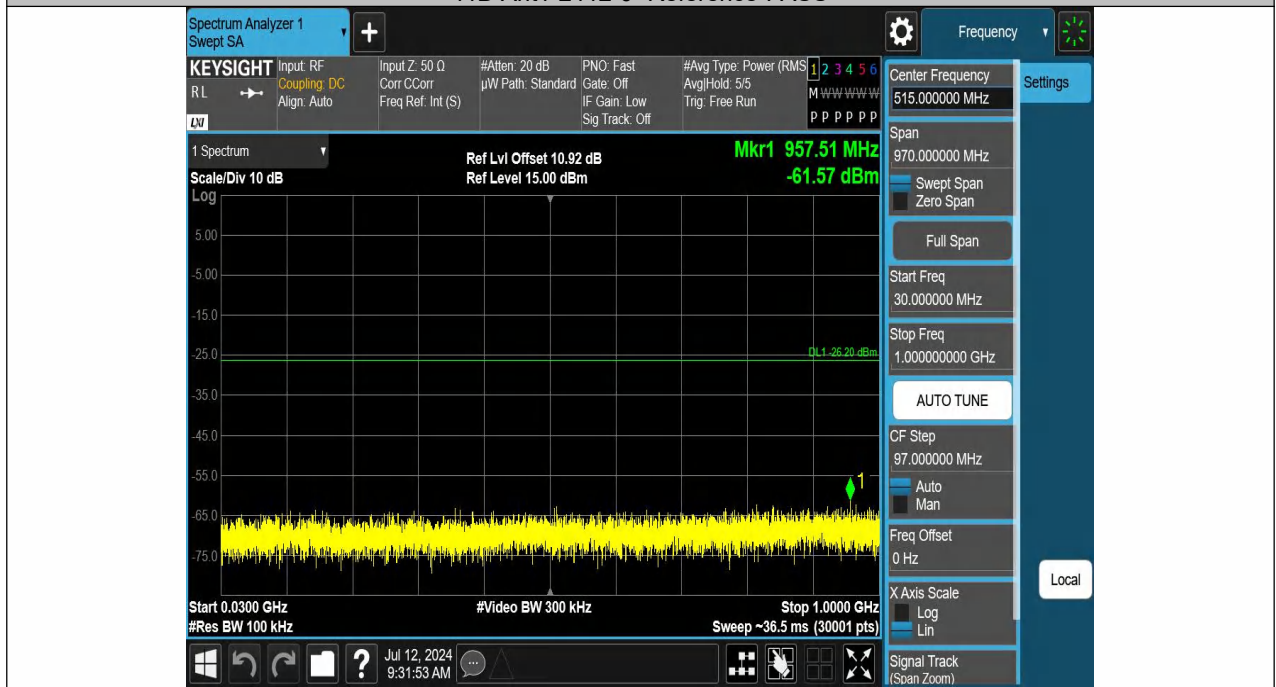 Spectrum Analyzer 1
Swept SA
+
Frequency
KEYSIGHT
RL
LXI
Input: RF
Coupling: DC
Align: Auto
Input Z: 50 Ω
Corr CCorr
Freq Ref: Int (S)
#Atten: 20 dB
µW Path: Standard
PNO: Fast
Gate: Off
IF Gain: Low
Sig Track: Off
#Avg Type: Power (RMS
Avg|Hold: 5/5
Trig: Free Run
1 2 3 4 5 6
M W W W W W
P P P P P P
1 Spectrum
Scale/Div 10 dB
Log
Ref Lvl Offset 10.92 dB
Ref Level 15.00 dBm
Mkr1 957.51 MHz
-61.57 dBm
5.00
-5.00
-15.0
-25.0
-35.0
-45.0
-55.0
-65.0
-75.0
DL1 -26.20 dBm
1
Start 0.0300 GHz
#Res BW 100 kHz
#Video BW 300 kHz
Stop 1.0000 GHz
Sweep ~36.5 ms (30001 pts)
?
Jul 12, 2024
9:31:53 AM
Center Frequency
515.000000 MHz
Settings
Span
970.000000 MHz
Swept Span
Zero Span
Full Span
Start Freq
30.000000 MHz
Stop Freq
1.000000000 GHz
AUTO TUNE
CF Step
97.000000 MHz
Auto
Man
Freq Offset
0 Hz
X Axis Scale
Log
Lin
Local
Signal Track
(Span Zoom)